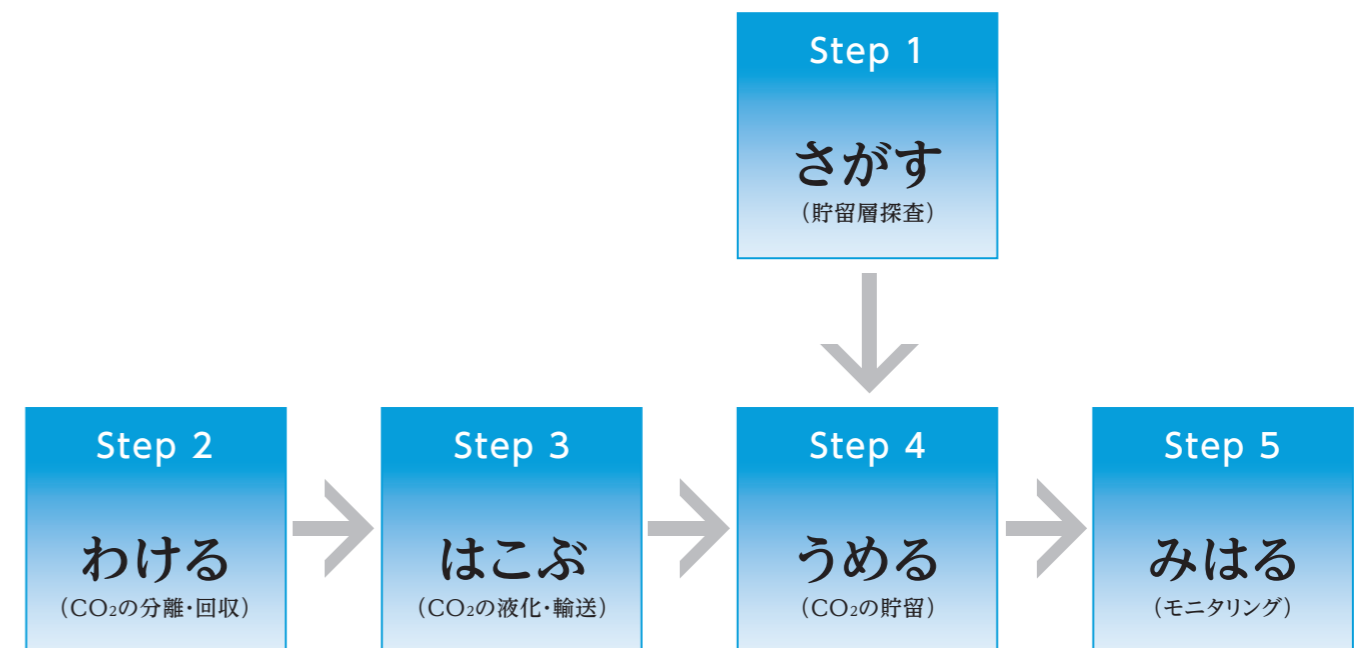 Step 1
さがす
（貯留層探査）
Step 2
わける
（CO₂の分離・回収）
Step 3
はこぶ
（CO₂の液化・輸送）
Step 4
うめる
（CO₂の貯留）
Step 5
みはる
（モニタリング）